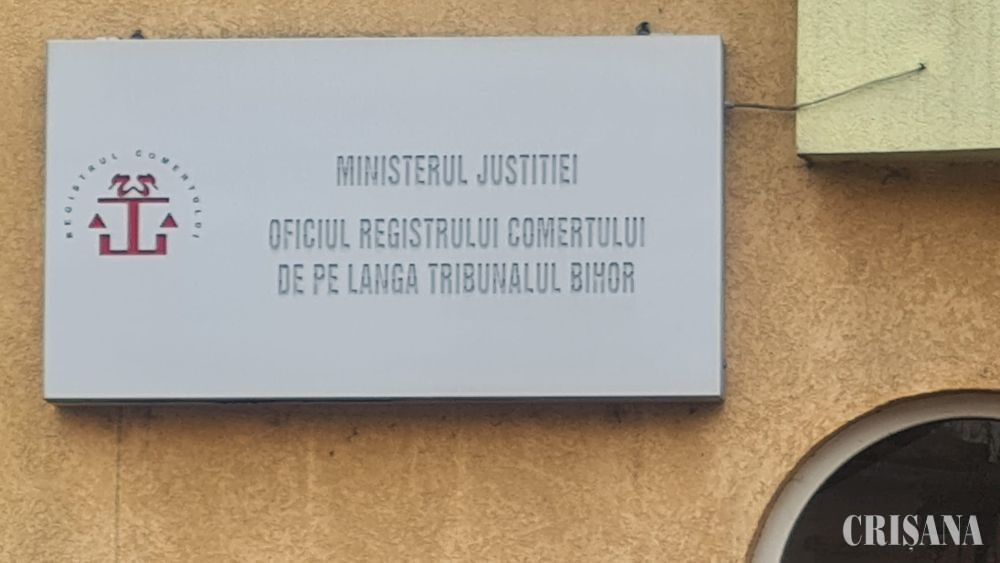 REGISTRUL COMERTULUI
MINISTERUL JUSTITIEI
OFICIUL REGISTRULUI COMERTULUI
DE PE LANGA TRIBUNALUL BIHOR
CRIȘANA